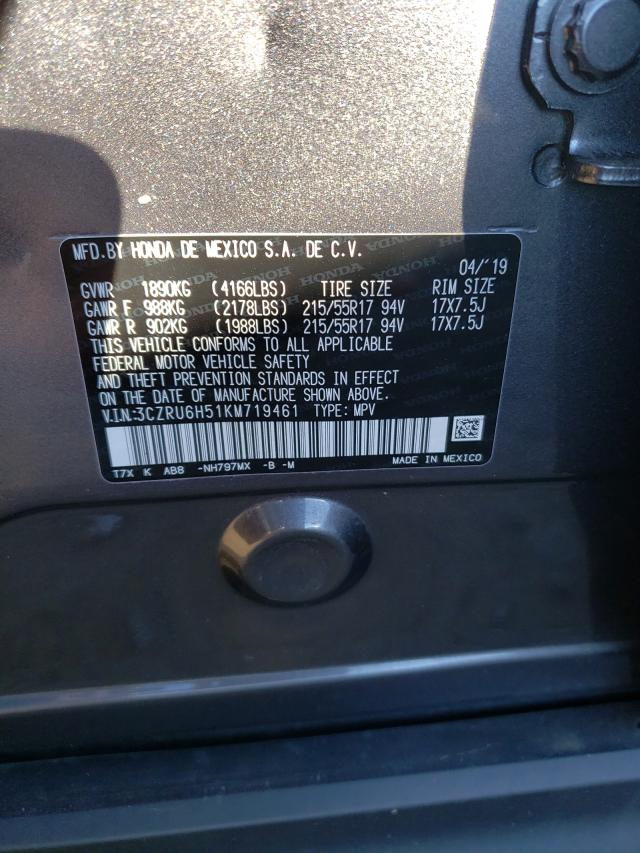 MFD.BY HONDA DE MEXICO S.A. DE C.V.
04/'19
GVWR 1890KG (4166LBS) TIRE SIZE RIM SIZE
GAWR F 988KG (2178LBS) 215/55R17 94V 17X7.5J
GAWR R 902KG (1988LBS) 215/55R17 94V 17X7.5J
THIS VEHICLE CONFORMS TO ALL APPLICABLE
FEDERAL MOTOR VEHICLE SAFETY
AND THEFT PREVENTION STANDARDS IN EFFECT
ON THE DATE OF MANUFACTURE SHOWN ABOVE.
V.I.N:3CZRU6H51KM719461 TYPE: MPV
T7X K AB8 -NH797MX -B -M MADE IN MEXICO